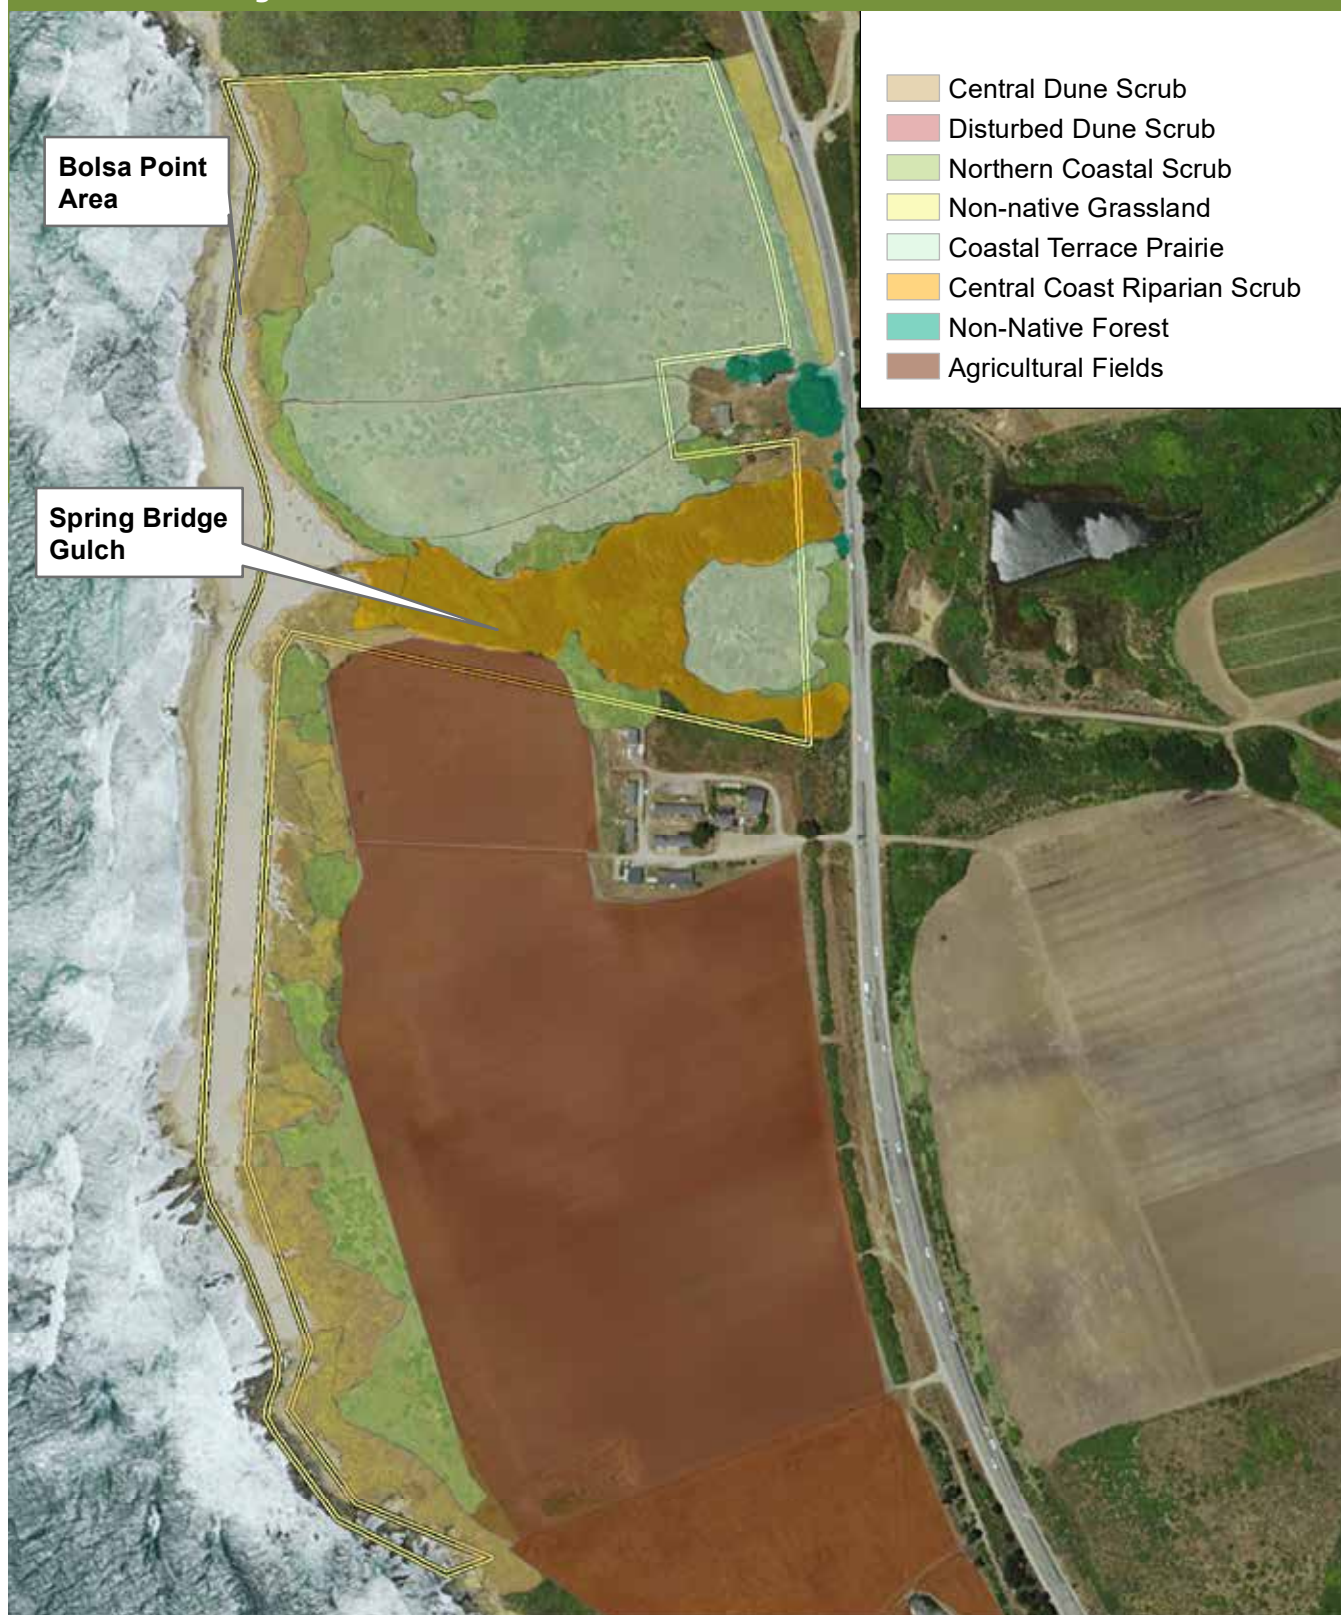 Bolsa Point
Area
Spring Bridge
Gulch
Central Dune Scrub
Disturbed Dune Scrub
Northern Coastal Scrub
Non-native Grassland
Coastal Terrace Prairie
Central Coast Riparian Scrub
Non-Native Forest
Agricultural Fields